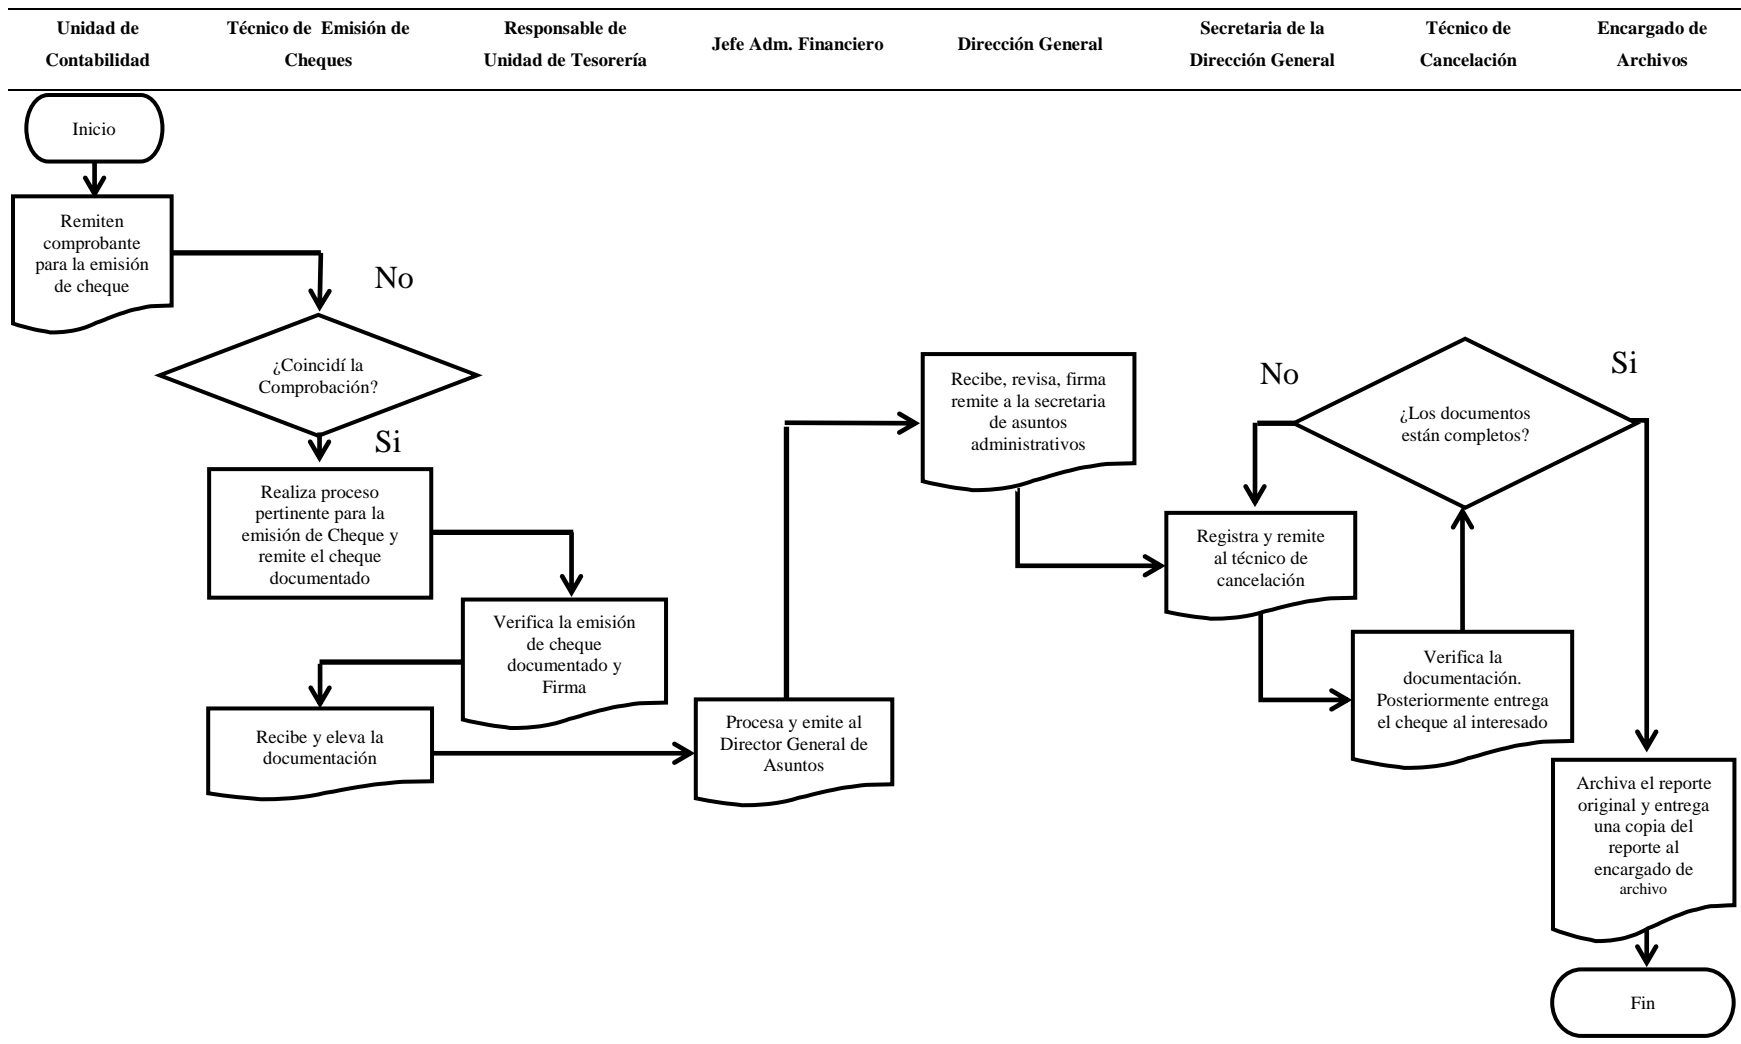 Unidad de
Contabilidad
Técnico de Emisión de
Cheques
Responsable de
Unidad de Tesorería
Jefe Adm. Financiero
Dirección General
Secretaria de la
Dirección General
Técnico de
Cancelación
Encargado de
Archivos
Inicio
Remiten
comprobante
para la emisión
de cheque
No
¿Coincidí la
Comprobación?
Si
Realiza proceso
pertinente para la
emisión de Cheque y
remite el cheque
documentado
Verifica la emisión
de cheque
documentado y
Firma
Recibe y eleva la
documentación
Procesa y emite al
Director General de
Asuntos
Recibe, revisa, firma
remite a la secretaria
de asuntos
administrativos
No
¿Los documentos
están completos?
Si
Registra y remite
al técnico de
cancelación
Verifica la
documentación.
Posteriormente entrega
el cheque al interesado
Archiva el reporte
original y entrega
una copia del
reporte al
encargado de
archivo
Fin